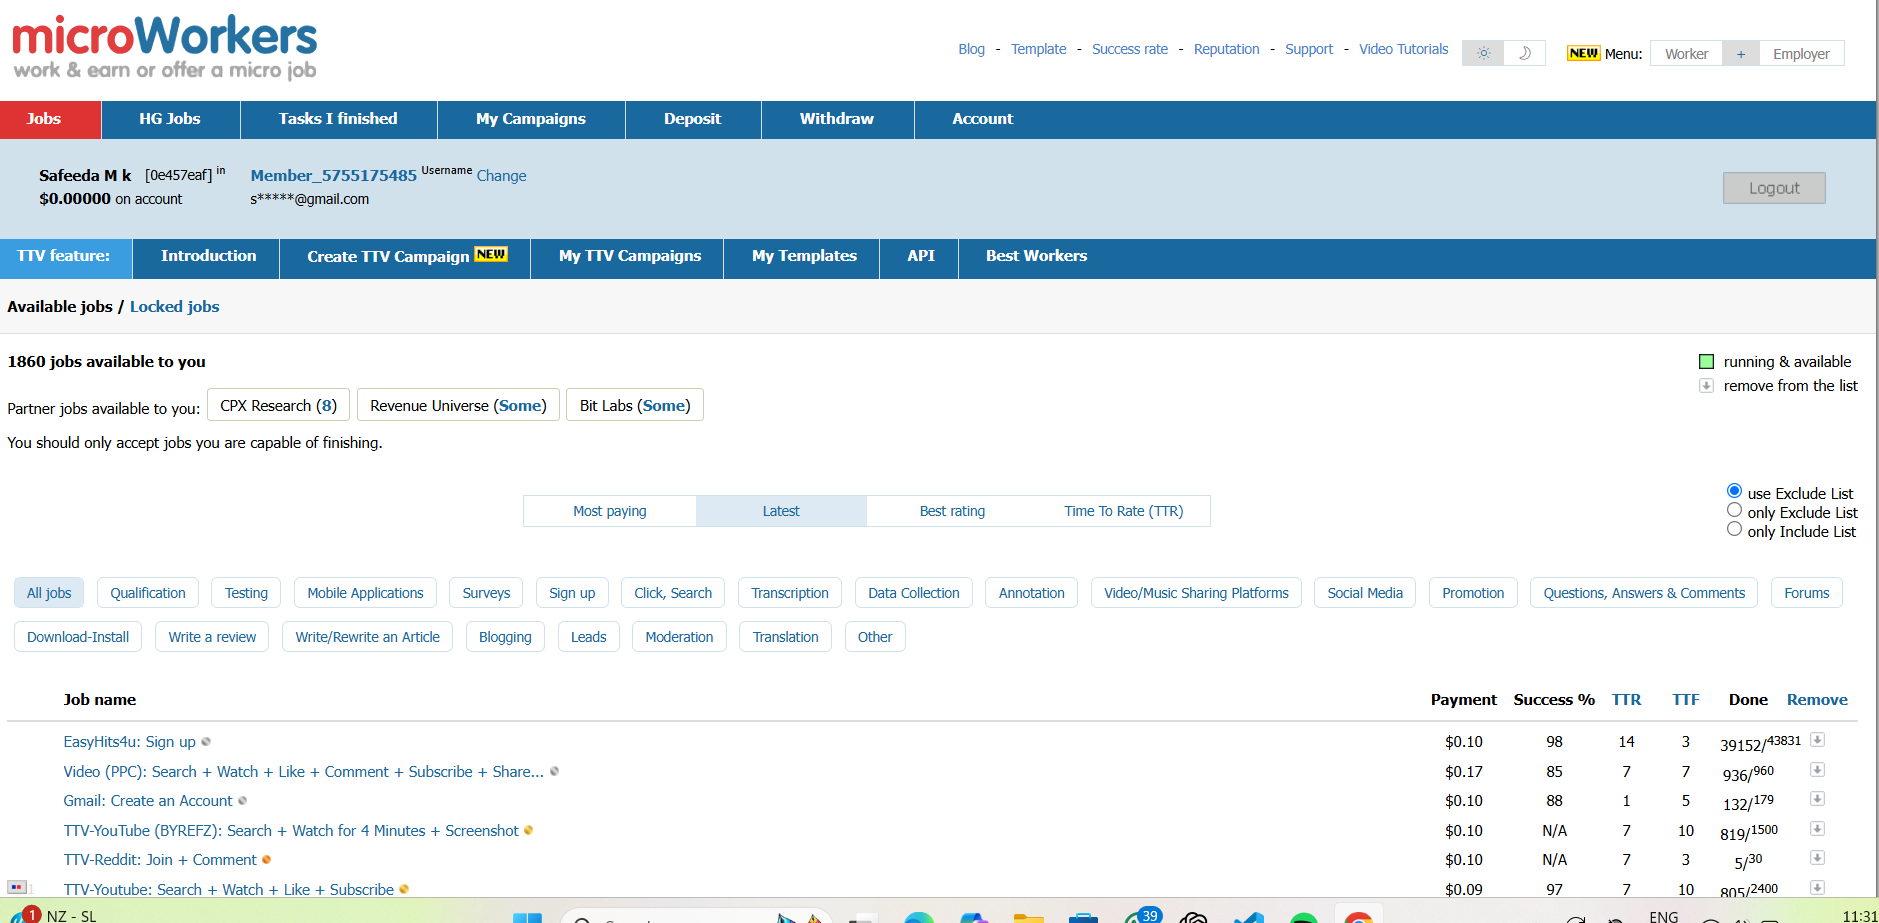 microWorkers
work & earn or offer a micro job
Blog - Template - Success rate - Reputation - Support - Video Tutorials NEW Menu: Worker + Employer
Jobs HG Jobs Tasks I finished My Campaigns Deposit Withdraw Account
Safeeda M k [0e457eaf] in Member_5755175485 Username Change
$0.00000 on account s*****@gmail.com
Logout
TTV feature: Introduction Create TTV Campaign NEW My TTV Campaigns My Templates API Best Workers
Available jobs / Locked jobs
1860 jobs available to you
running & available
remove from the list
Partner jobs available to you: CPX Research (8) Revenue Universe (Some) Bit Labs (Some)
You should only accept jobs you are capable of finishing.
use Exclude List
only Exclude List
only Include List
Most paying Latest Best rating Time To Rate (TTR)
All jobs Qualification Testing Mobile Applications Surveys Sign up Click, Search Transcription Data Collection Annotation Video/Music Sharing Platforms Social Media Promotion Questions, Answers & Comments Forums
Download-Install Write a review Write/Rewrite an Article Blogging Leads Moderation Translation Other
Job name Payment Success % TTR TTF Done Remove
EasyHits4u: Sign up $0.10 98 14 3 39152/43831
Video (PPC): Search + Watch + Like + Comment + Subscribe + Share... $0.17 85 7 7 936/960
Gmail: Create an Account $0.10 88 1 5 132/179
TTV-YouTube (BYREFZ): Search + Watch for 4 Minutes + Screenshot $0.10 N/A 7 10 819/1500
TTV-Reddit: Join + Comment $0.10 N/A 7 3 5/30
1 TTV-Youtube: Search + Watch + Like + Subscribe $0.09 97 7 10 805/2400
1 NZ - SL 39 ENG 11:31